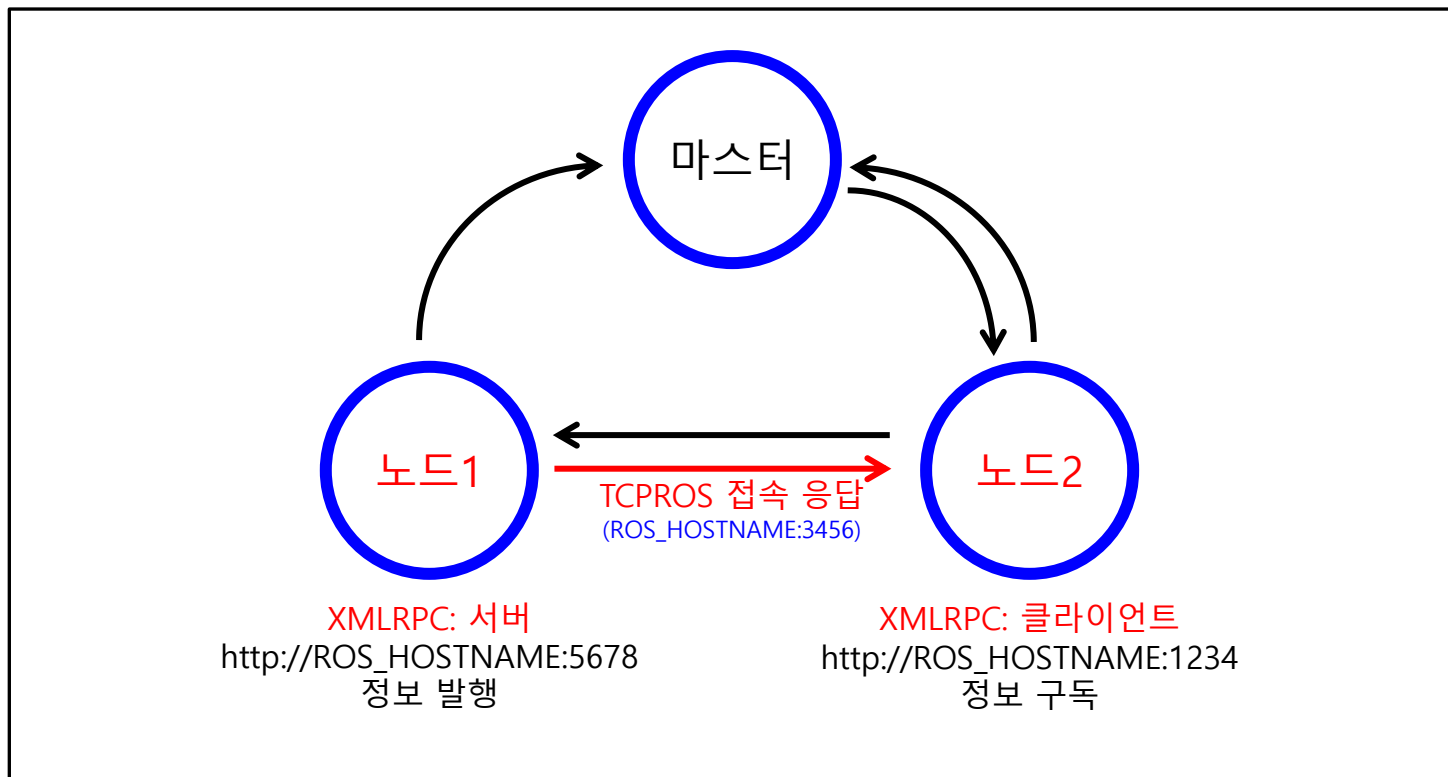 마스터
노드1
노드2
TCPROS 접속 응답
(ROS_HOSTNAME:3456)
XMLRPC: 서버
http://ROS_HOSTNAME:5678
정보 발행
XMLRPC: 클라이언트
http://ROS_HOSTNAME:1234
정보 구독